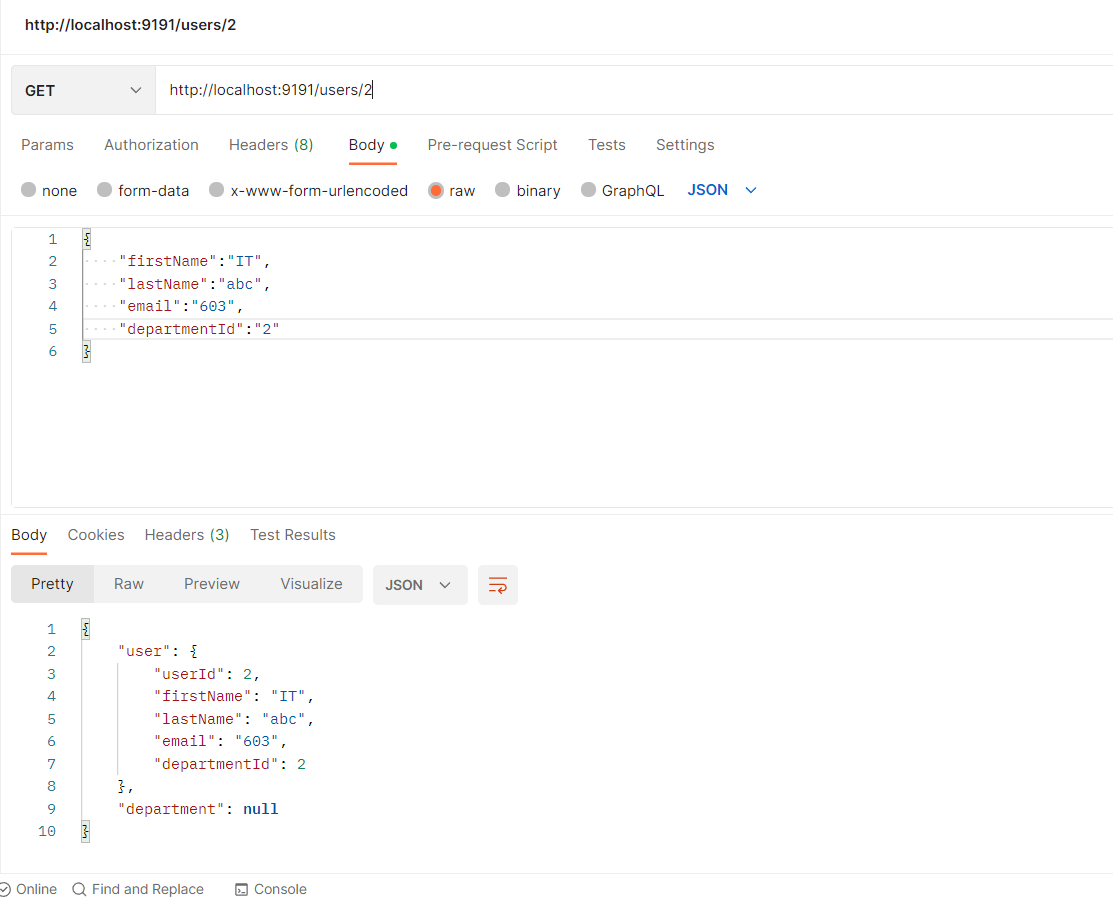 http://localhost:9191/users/2
GET http://localhost:9191/users/2
Params Authorization Headers (8) Body Pre-request Script Tests Settings
none form-data x-www-form-urlencoded raw binary GraphQL JSON
1 {
2 ····"firstName":"IT",
3 ····"lastName":"abc",
4 ····"email":"603",
5 ····"departmentId":"2"
6 }
Body Cookies Headers (3) Test Results
Pretty Raw Preview Visualize JSON
1 {
2 "user": {
3 "userId": 2,
4 "firstName": "IT",
5 "lastName": "abc",
6 "email": "603",
7 "departmentId": 2
8 },
9 "department": null
10 }
Online Find and Replace Console